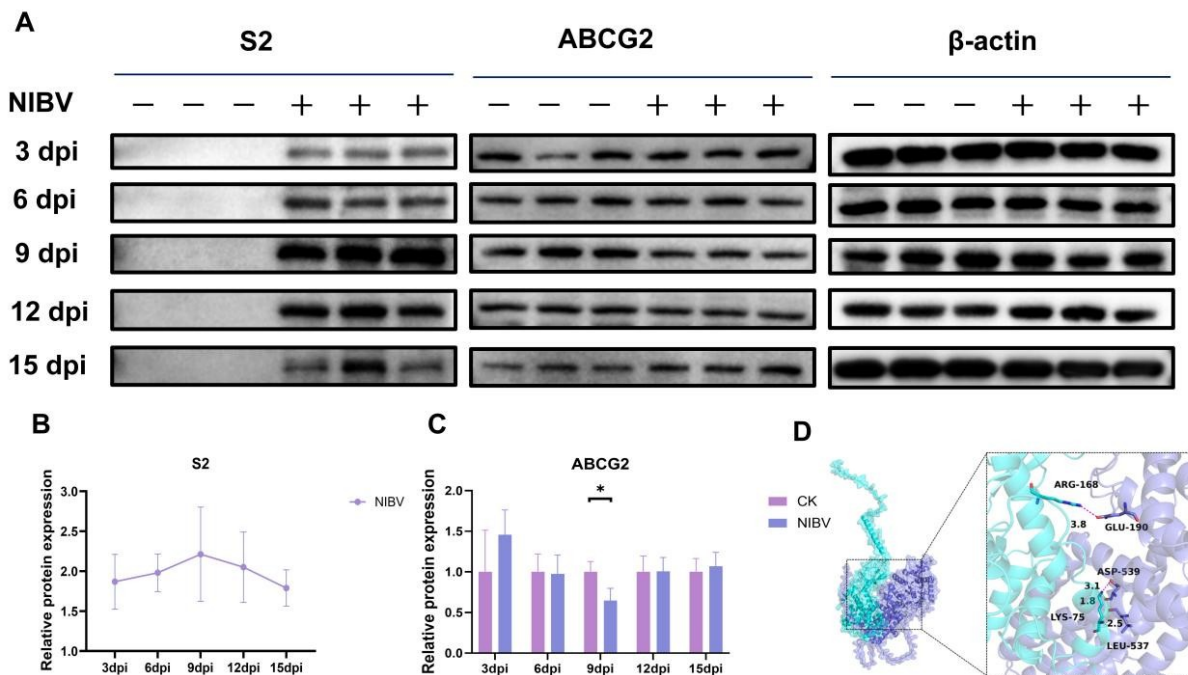 A
S2 ABCG2 β-actin
NIBV − − − + + + − − − + + + − − − + + +
3 dpi
6 dpi
9 dpi
12 dpi
15 dpi
B
S2
Relative protein expression
3.0
2.5
2.0
1.5
1.0
3dpi 6dpi 9dpi 12dpi 15dpi
NIBV
C
ABCG2
Relative protein expression
2.0
1.5
1.0
0.5
0.0
*
3dpi 6dpi 9dpi 12dpi 15dpi
CK
NIBV
D
ARG-168
3.8
GLU-190
ASP-539
3.1
1.8
LYS-75
2.5
LEU-537